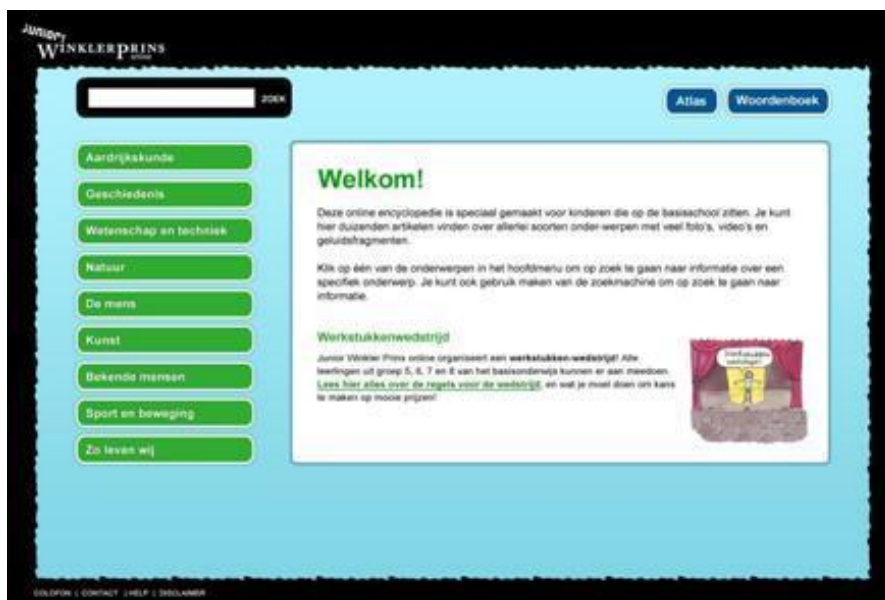 JUNIOR
WINKLER PRINS
online
ZOEK
Atlas
Woordenboek
Aardrijkskunde
Geschiedenis
Wetenschap en techniek
Natuur
De mens
Kunst
Bekende mensen
Sport en beweging
Zo leven wij
Welkom!
Deze online encyclopedie is speciaal gemaakt voor kinderen die op de basisschool zitten. Je kunt
hier duizenden artikelen vinden over allerlei soorten onder-werpen met veel foto's, video's en
geluidsfragmenten.
Klik op één van de onderwerpen in het hoofdmenu om op zoek te gaan naar informatie over een
specifiek onderwerp. Je kunt ook gebruik maken van de zoekmachine om op zoek te gaan naar
informatie.
Werkstukkenwedstrijd
Junior Winkler Prins online organiseert een werkstukken-wedstrijd! Alle
leerlingen uit groep 5, 6, 7 en 8 van het basisonderwijs kunnen er aan meedoen.
Lees hier alles over de regels voor de wedstrijd, en wat je moet doen om kans
te maken op mooie prijzen!
COLOFON | CONTACT | HELP | DISCLAIMER